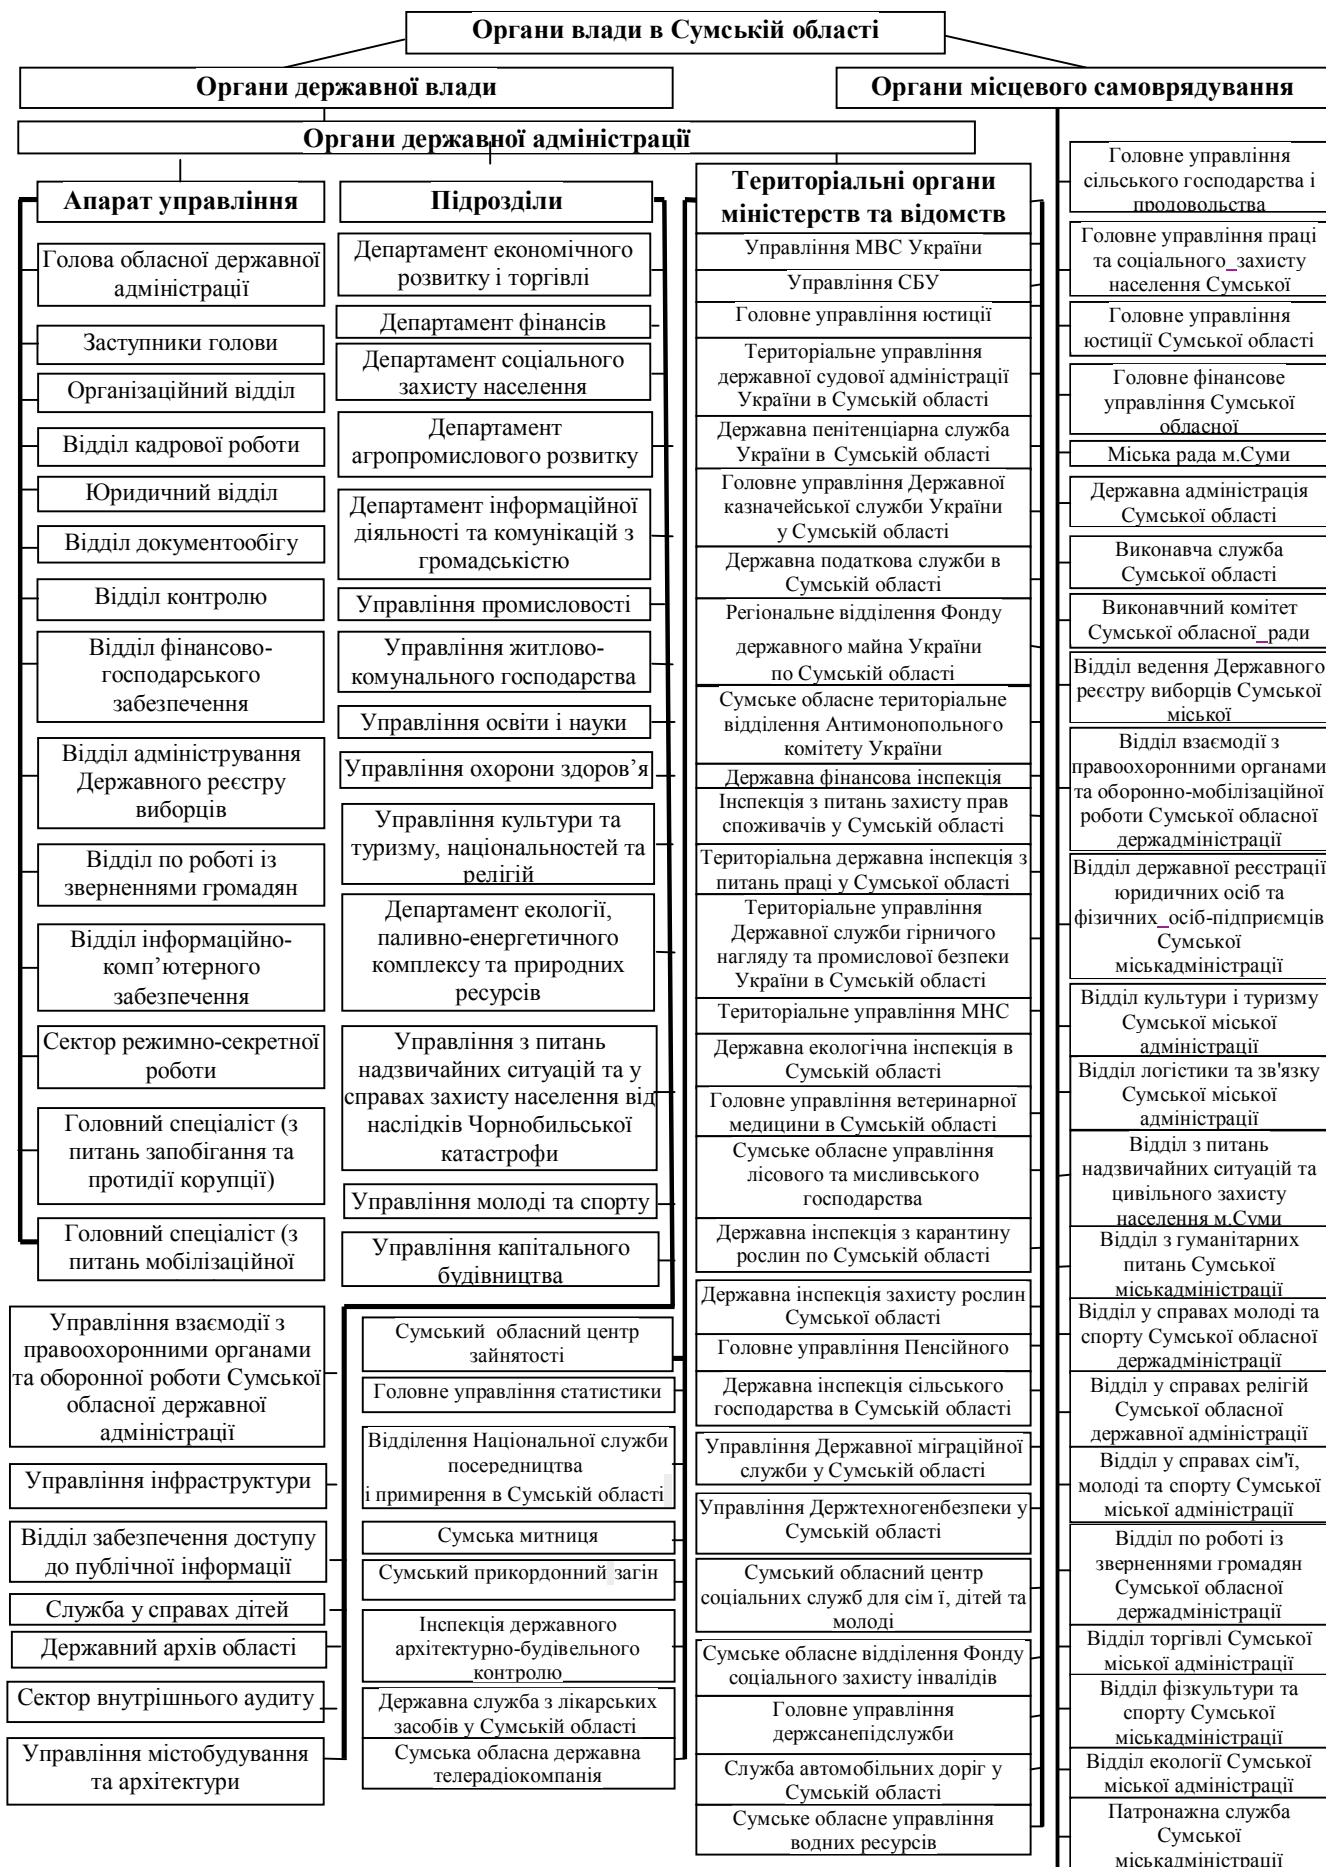 Органи влади в Сумській області
Органи державної влади
Органи місцевого самоврядування
Органи державної адміністрації
Апарат управління
Голова обласної державної
адміністрації
Заступники голови
Організаційний відділ
Відділ кадрової роботи
Юридичний відділ
Відділ документообігу
Відділ контролю
Відділ фінансово-
господарського
забезпечення
Відділ адміністрування
Державного реєстру
виборців
Відділ по роботі із
зверненнями громадян
Відділ інформаційно-
комп’ютерного
забезпечення
Сектор режимно-секретної
роботи
Головний спеціаліст (з
питань запобігання та
протидії корупції)
Головний спеціаліст (з
питань мобілізаційної
Підрозділи
Департамент економічного
розвитку і торгівлі
Департамент фінансів
Департамент соціального
захисту населення
Департамент
агропромислового розвитку
Департамент інформаційної
діяльності та комунікацій з
громадськістю
Управління промисловості
Управління житлово-
комунального господарства
Управління освіти і науки
Управління охорони здоров’я
Управління культури та
туризму, національностей та
релігій
Департамент екології,
паливно-енергетичного
комплексу та природних
ресурсів
Управління з питань
надзвичайних ситуацій та у
справах захисту населення від
наслідків Чорнобильської
катастрофи
Управління молоді та спорту
Управління капітального
будівництва
Управління взаємодії з
правоохоронними органами
та оборонної роботи Сумської
обласної державної
адміністрації
Управління інфраструктури
Відділ забезпечення доступу
до публічної інформації
Служба у справах дітей
Державний архів області
Сектор внутрішнього аудиту
Управління містобудування
та архітектури
Територіальні органи
міністерств та відомств
Управління МВС України
Управління СБУ
Головне управління юстиції
Територіальне управління
державної судової адміністрації
України в Сумській області
Державна пенітенціарна служба
України в Сумській області
Головне управління Державної
казначейської служби України
у Сумській області
Державна податкова служби в
Сумській області
Регіональне відділення Фонду
державного майна України
по Сумській області
Сумське обласне територіальне
відділення Антимонопольного
комітету України
Державна фінансова інспекція
Інспекція з питань захисту прав
споживачів у Сумській області
Територіальна державна інспекція з
питань праці у Сумської області
Територіальне управління
Державної служби гірничого
нагляду та промислової безпеки
України в Сумській області
Територіальне управління МНС
Державна екологічна інспекція в
Сумській області
Головне управління ветеринарної
медицини в Сумській області
Сумське обласне управління
лісового та мисливського
господарства
Державна інспекція з карантину
рослин по Сумській області
Державна інспекція захисту рослин
Сумської області
Головне управління Пенсійного
Державна інспекція сільського
господарства в Сумській області
Управління Державної міграційної
служби у Сумській області
Управління Держтехногенбезпеки у
Сумській області
Сумський обласний центр
соціальних служб для сім ї, дітей та
молоді
Сумське обласне відділення Фонду
соціального захисту інвалідів
Головне управління
держсанепідслужби
Служба автомобільних доріг у
Сумській області
Сумське обласне управління
водних ресурсів
Сумський обласний центр
зайнятості
Головне управління статистики
Відділення Національної служби
посередництва
і примирення в Сумській області
Сумська митниця
Сумський прикордонний загін
Інспекція державного
архітектурно-будівельного
контролю
Державна служба з лікарських
засобів у Сумській області
Сумська обласна державна
телерадіокомпанія
Головне управління
сільського господарства і
продовольства
Головне управління праці
та соціального захисту
населення Сумської
Головне управління
юстиції Сумської області
Головне фінансове
управління Сумської
обласної
Міська рада м.Суми
Державна адміністрація
Сумської області
Виконавча служба
Сумської області
Виконавчний комітет
Сумської обласної ради
Відділ ведення Державного
реєстру виборців Сумської
міської
Відділ взаємодії з
правоохоронними органами
та оборонно-мобілізаційної
роботи Сумської обласної
держадміністрації
Відділ державної реєстрації
юридичних осіб та
фізичних осіб-підприємців
Сумської
міськадміністрації
Відділ культури і туризму
Сумської міської
адміністрації
Відділ логістики та зв'язку
Сумської міської
адміністрації
Відділ з питань
надзвичайних ситуацій та
цивільного захисту
населення м.Суми
Відділ з гуманітарних
питань Сумської
міськадміністрації
Відділ у справах молоді та
спорту Сумської обласної
держадміністрації
Відділ у справах релігій
Сумської обласної
державної адміністрації
Відділ у справах сім'ї,
молоді та спорту Сумської
міської адміністрації
Відділ по роботі із
зверненнями громадян
Сумської обласної
держадміністрації
Відділ торгівлі Сумської
міської адміністрації
Відділ фізкультури та
спорту Сумської
міськадміністрації
Відділ екології Сумської
міської адміністрації
Патронажна служба
Сумської
міськадміністрації